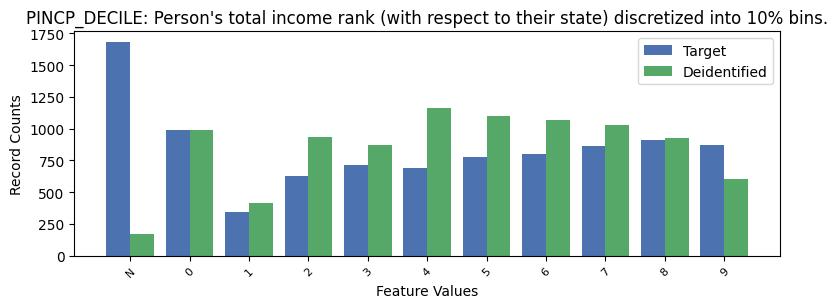 PINCP_DECILE: Person's total income rank (with respect to their state) discretized into 10% bins.
1750
1500
1250
1000
750
500
250
0
Record Counts
Target
Deidentified
N 0 1 2 3 4 5 6 7 8 9
Feature Values